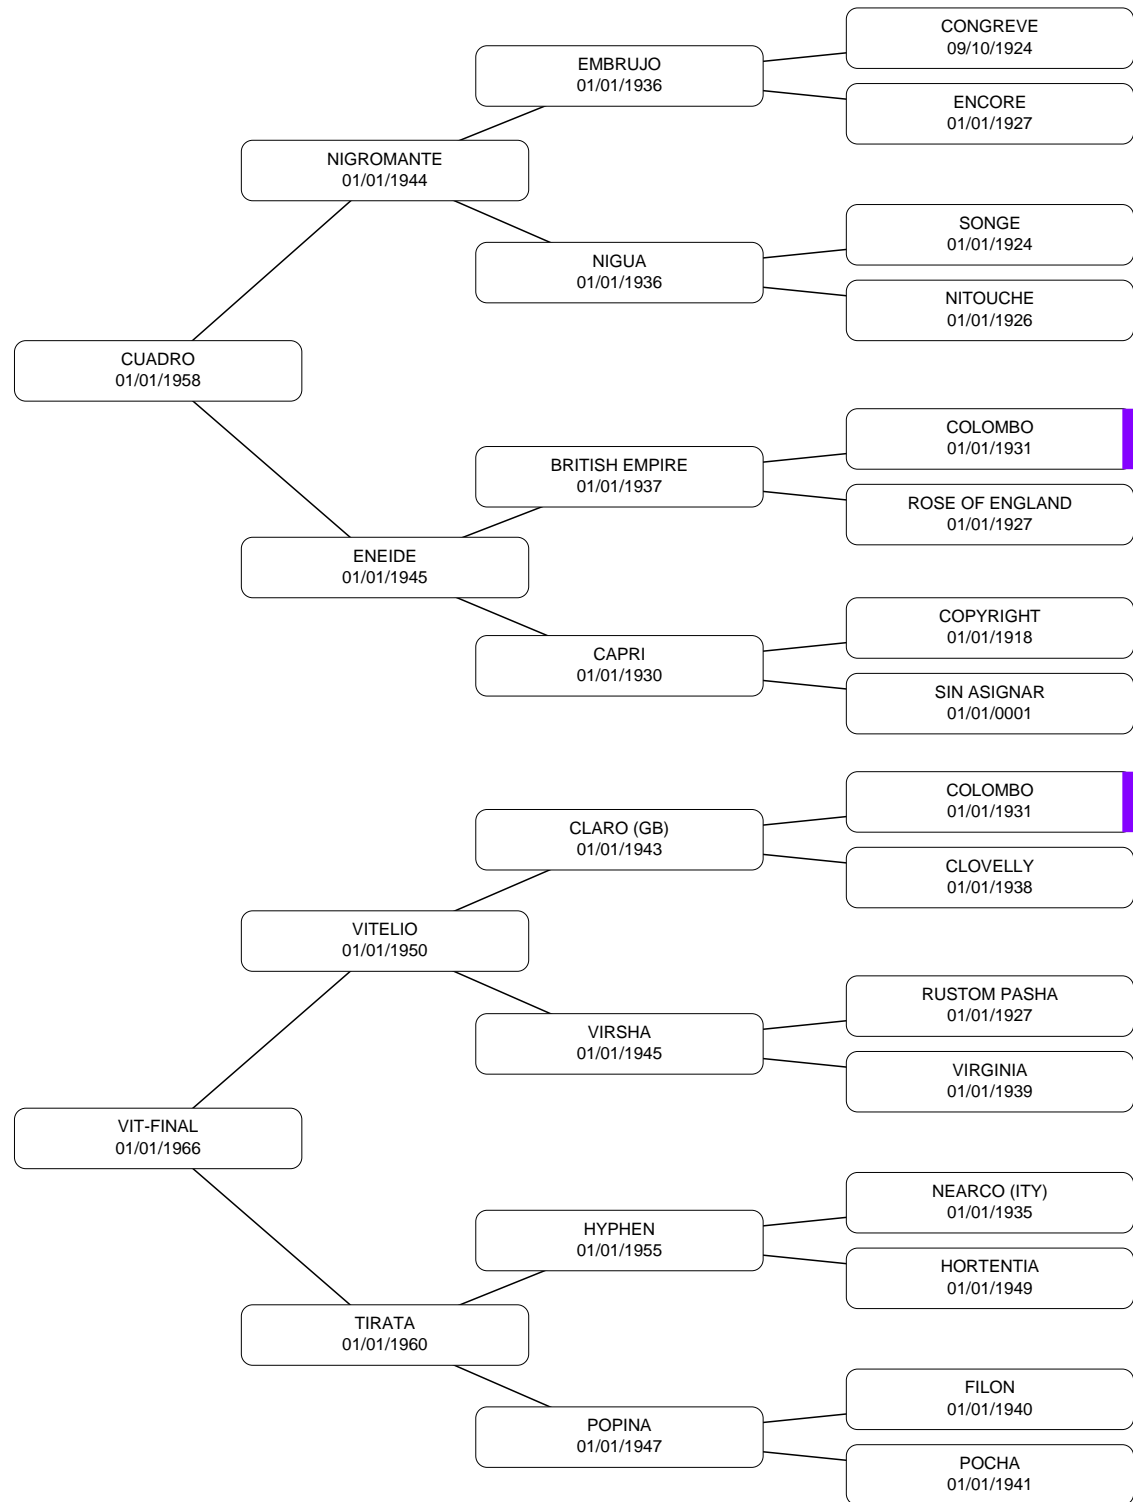 CONGREVE
09/10/1924
EMBRUJO
01/01/1936
ENCORE
01/01/1927
NIGROMANTE
01/01/1944
SONGE
01/01/1924
NIGUA
01/01/1936
NITOUCHE
01/01/1926
CUADRO
01/01/1958
COLOMBO
01/01/1931
BRITISH EMPIRE
01/01/1937
ROSE OF ENGLAND
01/01/1927
ENEIDE
01/01/1945
COPYRIGHT
01/01/1918
CAPRI
01/01/1930
SIN ASIGNAR
01/01/0001
COLOMBO
01/01/1931
CLARO (GB)
01/01/1943
CLOVELLY
01/01/1938
VITELIO
01/01/1950
RUSTOM PASHA
01/01/1927
VIRSHA
01/01/1945
VIRGINIA
01/01/1939
VIT-FINAL
01/01/1966
NEARCO (ITY)
01/01/1935
HYPHEN
01/01/1955
HORTENTIA
01/01/1949
TIRATA
01/01/1960
FILON
01/01/1940
POPINA
01/01/1947
POCHA
01/01/1941